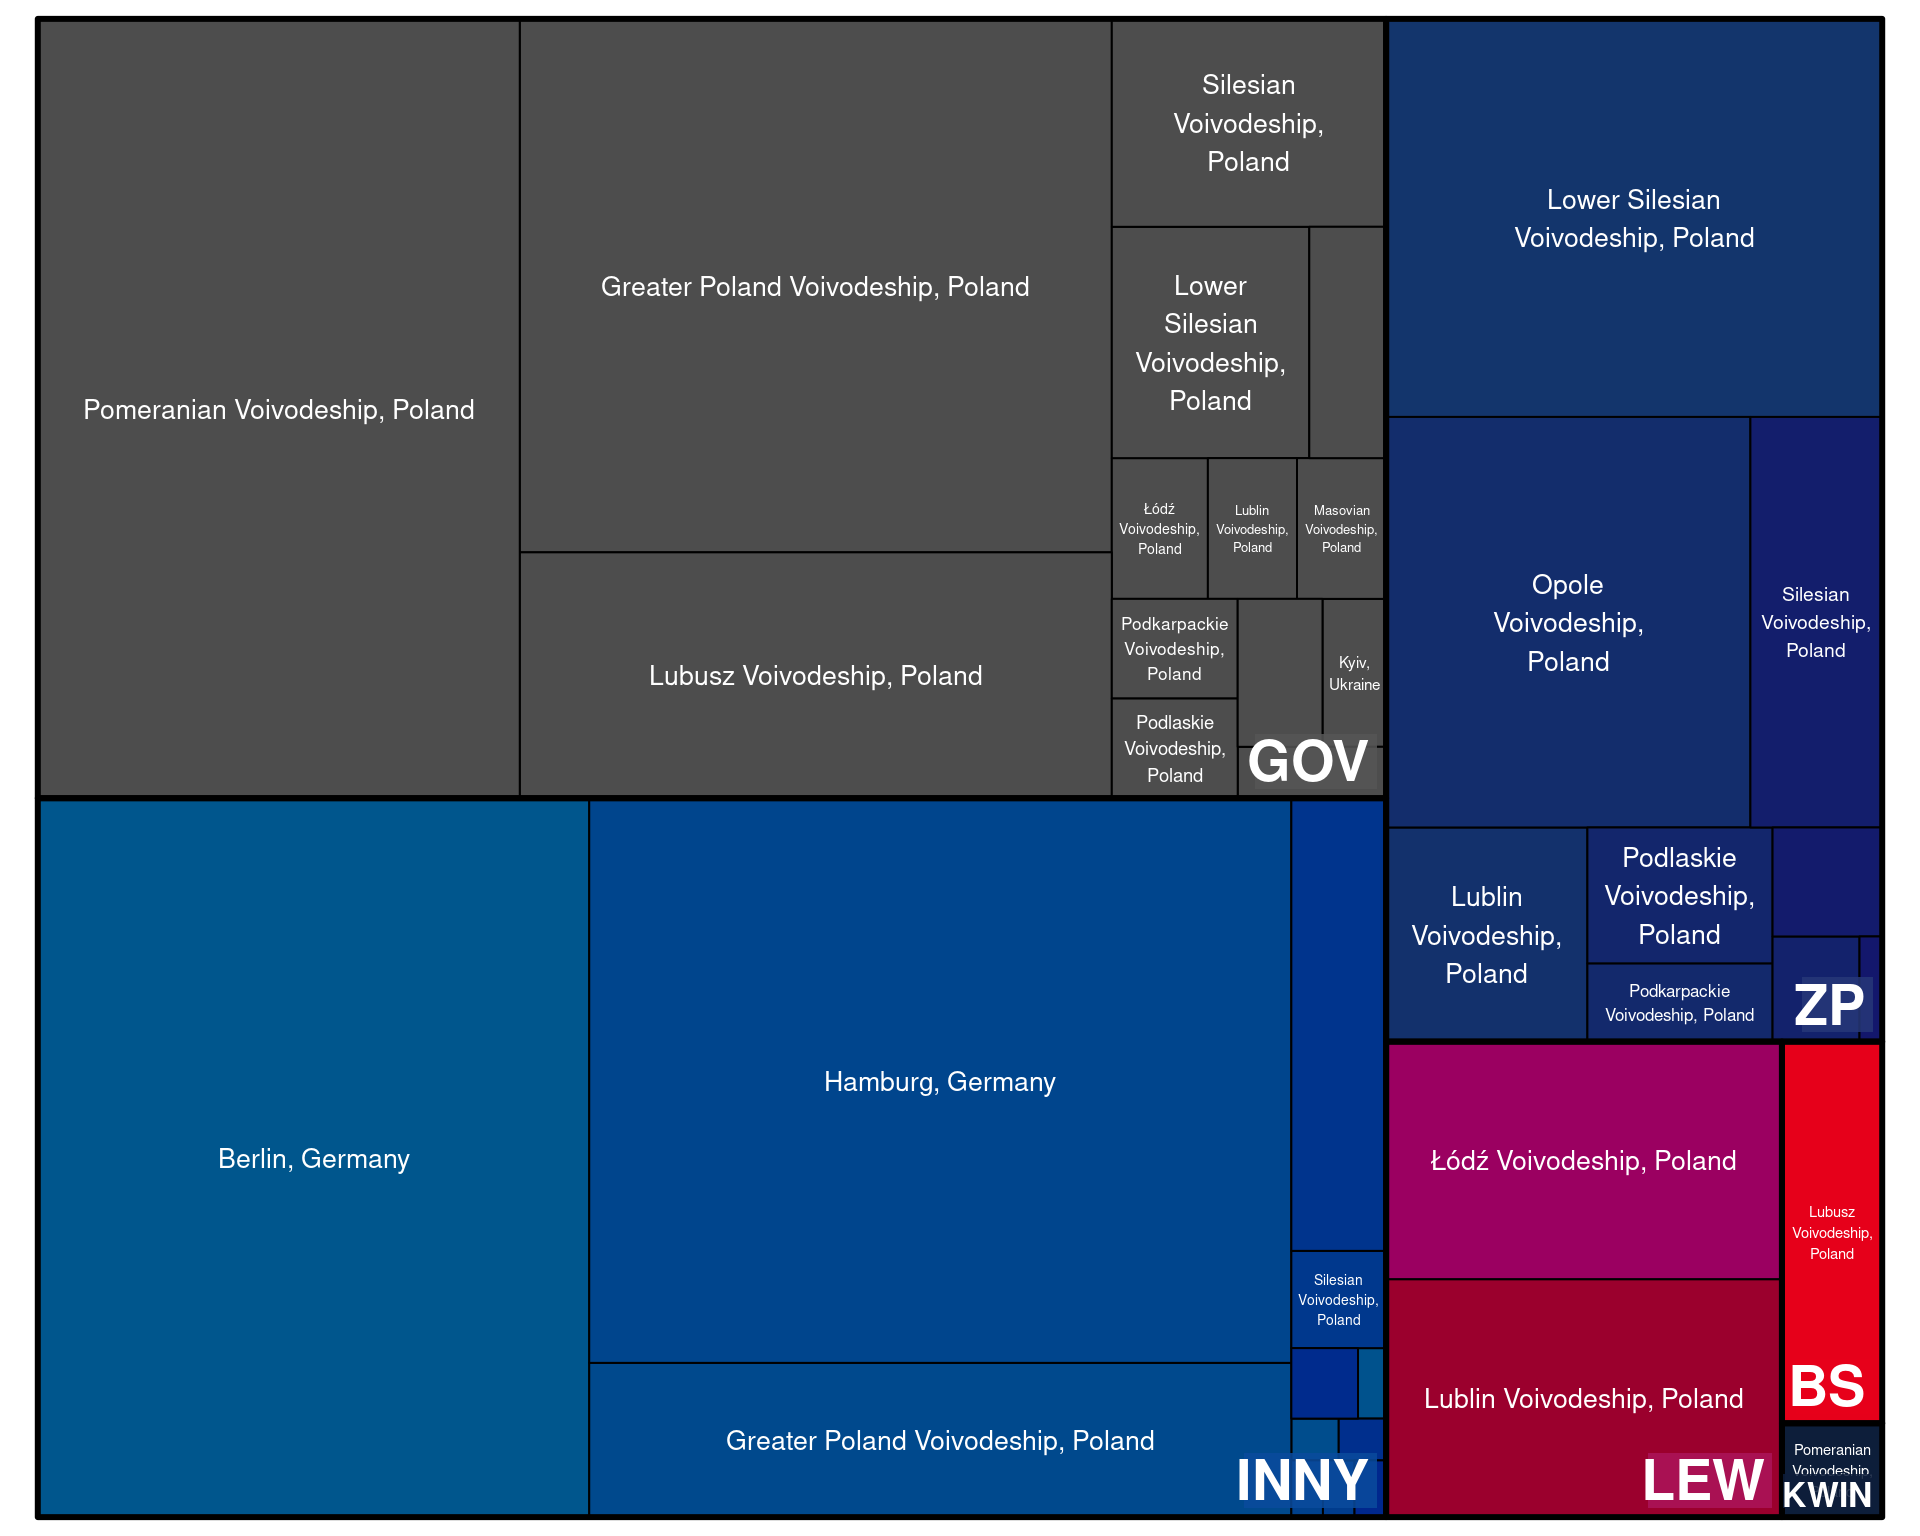 Pomeranian Voivodeship, Poland
Greater Poland Voivodeship, Poland
Lubusz Voivodeship, Poland
Silesian
Voivodeship,
Poland
Lower
Silesian
Voivodeship,
Poland
Łódź
Voivodeship,
Poland
Lublin
Voivodeship,
Poland
Masovian
Voivodeship,
Poland
Podkarpackie
Voivodeship,
Poland
Podlaskie
Voivodeship,
Poland
Kyiv,
Ukraine
GOV
Lower Silesian
Voivodeship, Poland
Opole
Voivodeship,
Poland
Silesian
Voivodeship,
Poland
Lublin
Voivodeship,
Poland
Podlaskie
Voivodeship,
Poland
Podkarpackie
Voivodeship, Poland
ZP
Berlin, Germany
Hamburg, Germany
Greater Poland Voivodeship, Poland
Silesian
Voivodeship,
Poland
INNY
Łódź Voivodeship, Poland
Lublin Voivodeship, Poland
LEW
Lubusz
Voivodeship,
Poland
BS
Pomeranian
Voivodeship,
KWIN